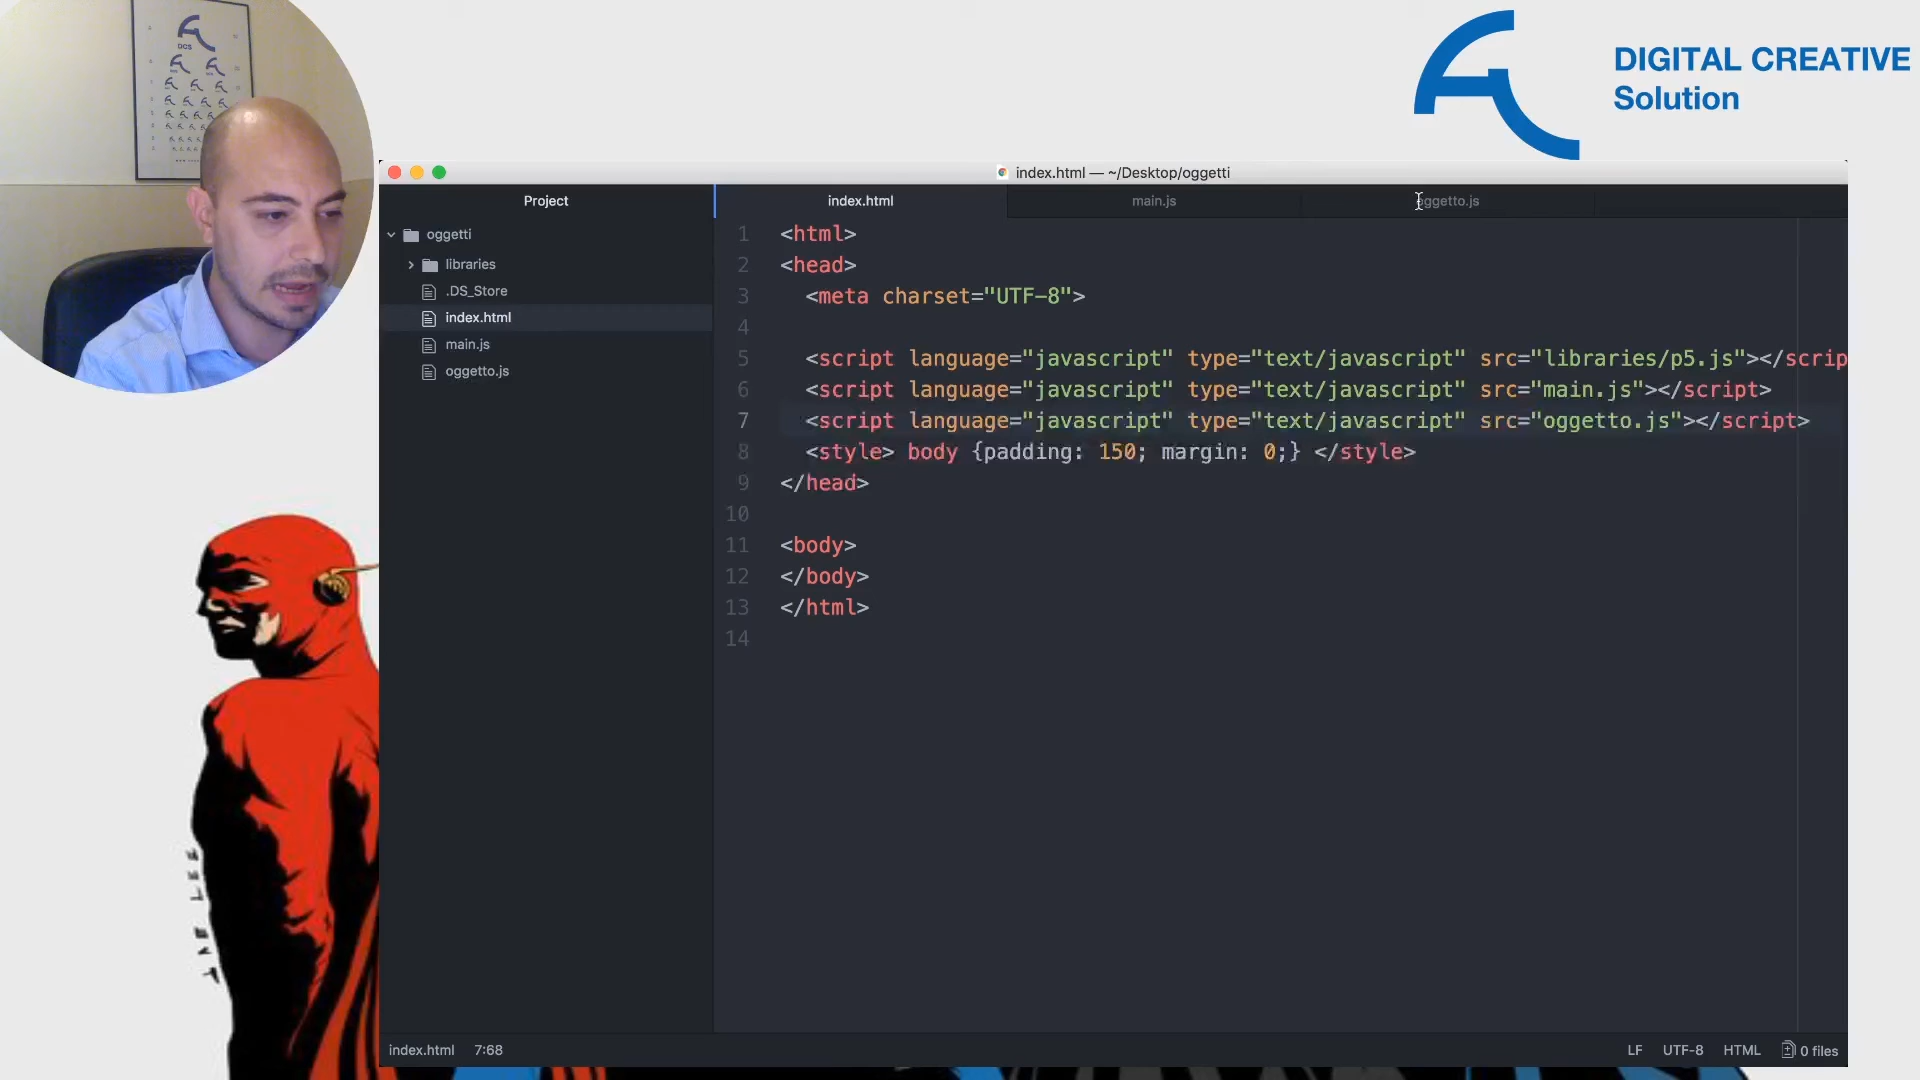 DCS
DIGITAL CREATIVE
Solution
index.html — ~/Desktop/oggetti
Project
index.html
main.js
oggetto.js
oggetti
libraries
.DS_Store
index.html
main.js
oggetto.js
1 <html>
2 <head>
3 <meta charset="UTF-8">
4
5 <script language="javascript" type="text/javascript" src="libraries/p5.js"></scrip
6 <script language="javascript" type="text/javascript" src="main.js"></script>
7 <script language="javascript" type="text/javascript" src="oggetto.js"></script>
8 <style> body {padding: 150; margin: 0;} </style>
9 </head>
10
11 <body>
12 </body>
13 </html>
14
index.html 7:68
LF UTF-8 HTML 0 files